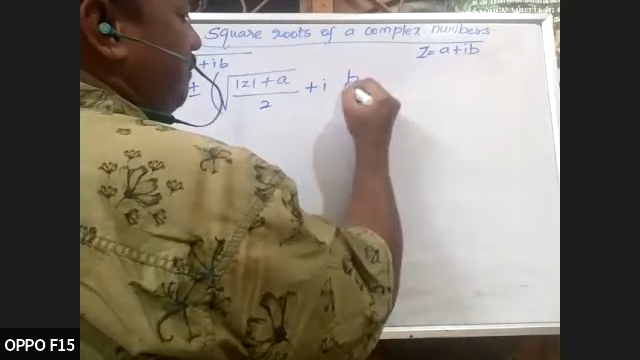 Square roots of a complex numbers
z = a+ib
+ib
± ( √ |z| + a / 2 + i b
OPPO F15